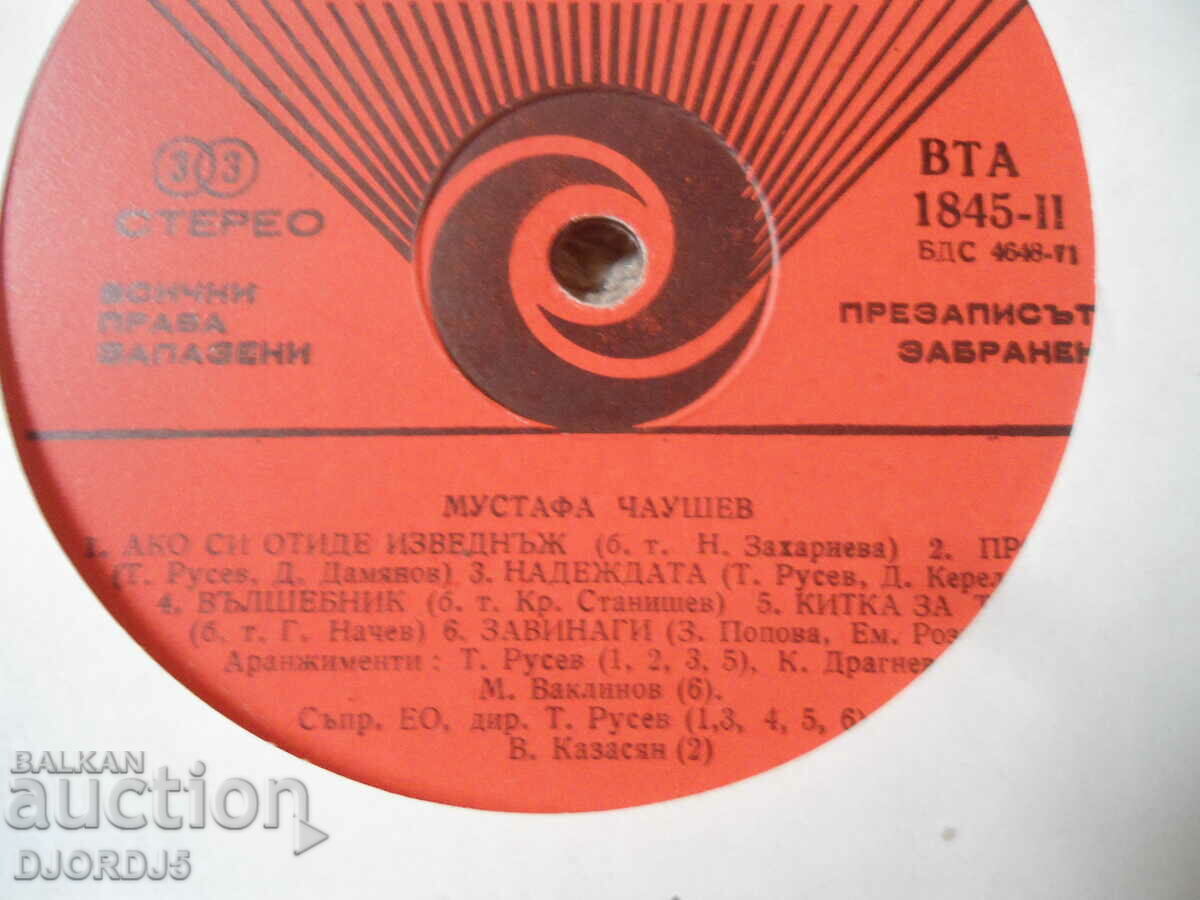 33
СТЕРЕО
ВСИЧКИ
ПРАВА
ЗАПАЗЕНИ
ВТА
1845-II
БДС 4648-71
ПРЕЗАПИСЪТ
ЗАБРАНЕН
МУСТАФА ЧАУШЕВ
1. АКО СИ ОТИДЕ ИЗВЕДНЪЖ (б. т. Н. Захариева) 2.
(Т. Русев, Д. Дамянов) 3. НАДЕЖДАТА (Т. Русев, Д.
4. ВЪЛШЕБНИК (б. т. Кр. Станишев) 5. КИТКА ЗА
(б. т. Г. Начев) 6. ЗАВИНАГИ (З. Попова, Ем.
Аранжименти: Т. Русев (1, 2, 3, 5), К. Драгнев
М. Ваклинов (6).
Съпр. ЕО, дир. Т. Русев (1,3, 4, 5, 6)
В. Казасян (2)
BALKAN
auction
DJORDJ5